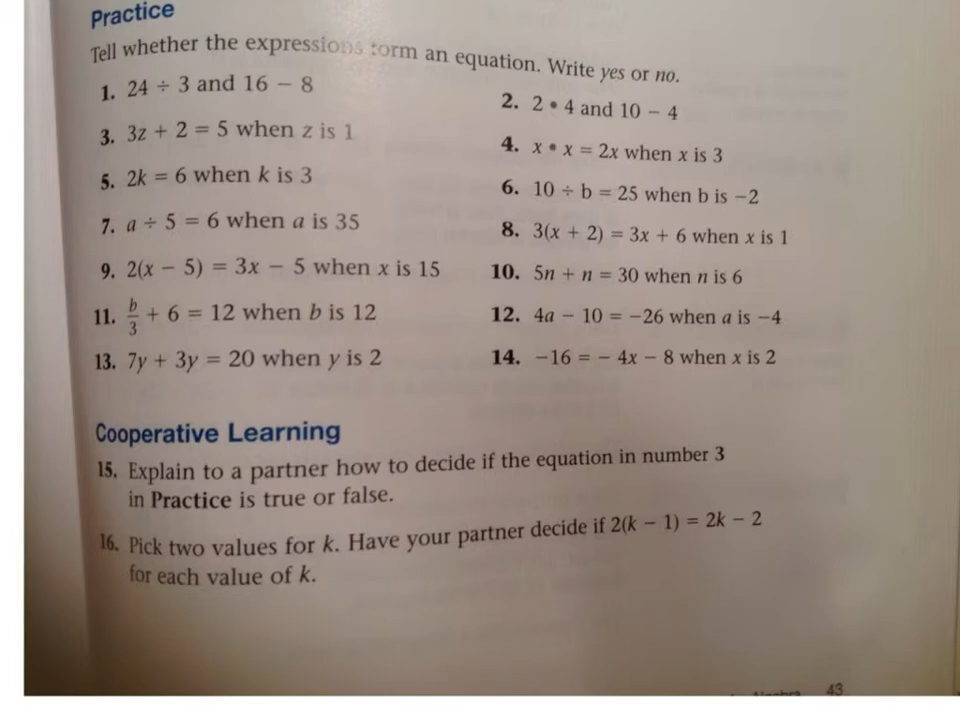 Practice
Tell whether the expressions form an equation. Write yes or no.
1. 24 ÷ 3 and 16 − 8
2. 2 • 4 and 10 − 4
3. 3z + 2 = 5 when z is 1
4. x • x = 2x when x is 3
5. 2k = 6 when k is 3
6. 10 ÷ b = 25 when b is −2
7. a ÷ 5 = 6 when a is 35
8. 3(x + 2) = 3x + 6 when x is 1
9. 2(x − 5) = 3x − 5 when x is 15
10. 5n + n = 30 when n is 6
11. b/3 + 6 = 12 when b is 12
12. 4a − 10 = −26 when a is −4
13. 7y + 3y = 20 when y is 2
14. −16 = − 4x − 8 when x is 2
Cooperative Learning
15. Explain to a partner how to decide if the equation in number 3
in Practice is true or false.
16. Pick two values for k. Have your partner decide if 2(k − 1) = 2k − 2
for each value of k.
43